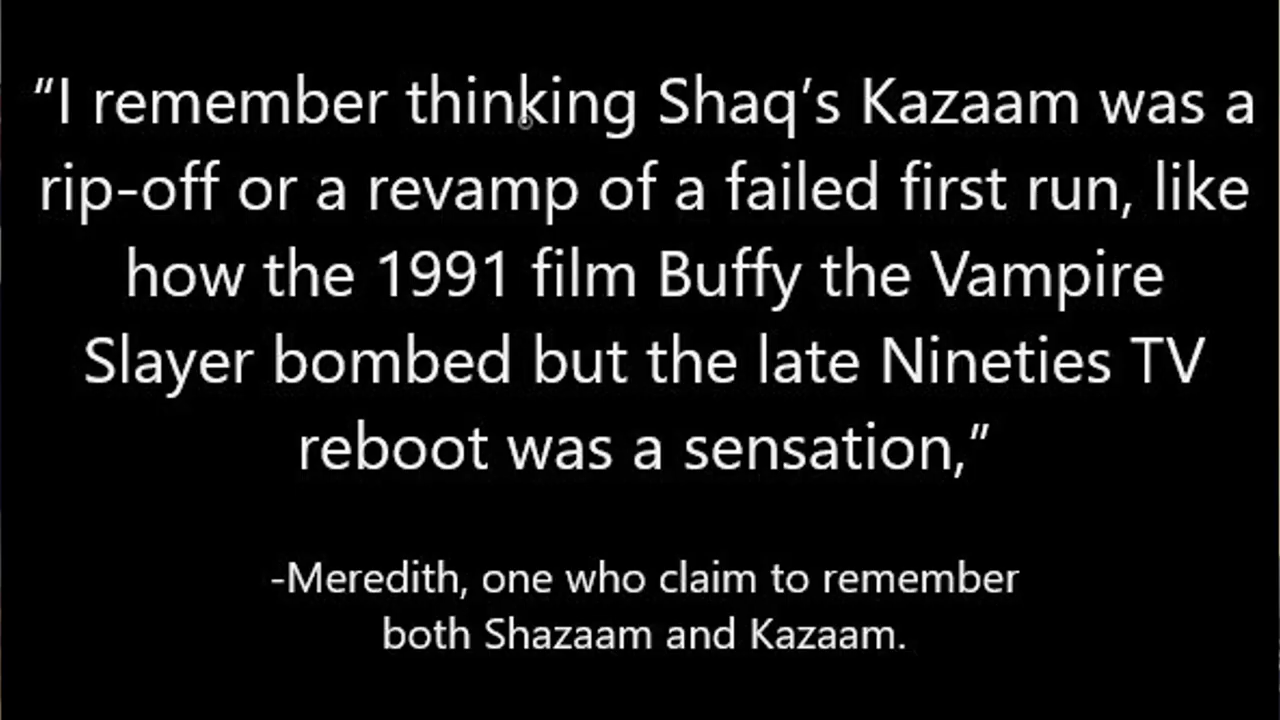 “I remember thinking Shaq’s Kazaam was a
rip-off or a revamp of a failed first run, like
how the 1991 film Buffy the Vampire
Slayer bombed but the late Nineties TV
reboot was a sensation,”
-Meredith, one who claim to remember
both Shazaam and Kazaam.